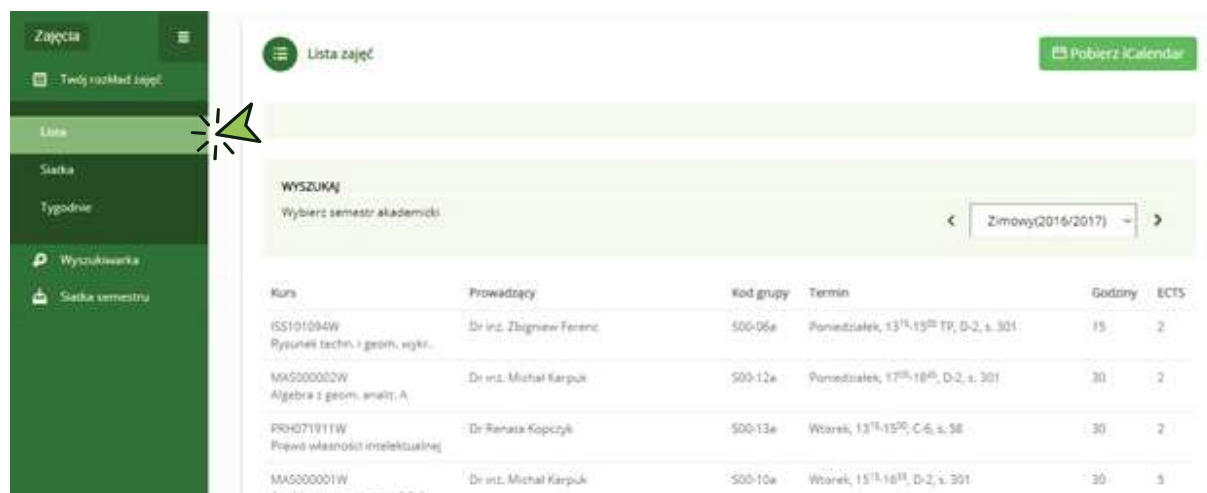 Zajęcia
Twój rozkład zajęć
Lista
Siatka
Tygodnie
Wyszukiwarka
Siatka semestru
Lista zajęć
Pobierz iCalendar
WYSZUKAJ
Wybierz semestr akademicki
Zimowy(2016/2017)
Kurs Prowadzący Kod grupy Termin Godziny ECTS
ISS101094W Dr inż. Zbigniew Ferenc S00-06a Poniedziałek, 13¹⁵-15⁰⁰ TP, D-2, s. 301 15 2
Rysunek techn. i geom. wykr..
MAS000002W Dr inż. Michał Karpuk S00-12a Poniedziałek, D-2, s. 301 30 2
Algebra z geom. analit. A
PRH071911W Dr Renata Kopczyk S00-13a Wtorek, 13¹⁵-15⁰⁰, C-6, s. 58 30 2
Prawo własności intelektualnej
MAS000001W Dr inż. Michał Karpuk S00-10a Wtorek, D-2, s. 301 30 5